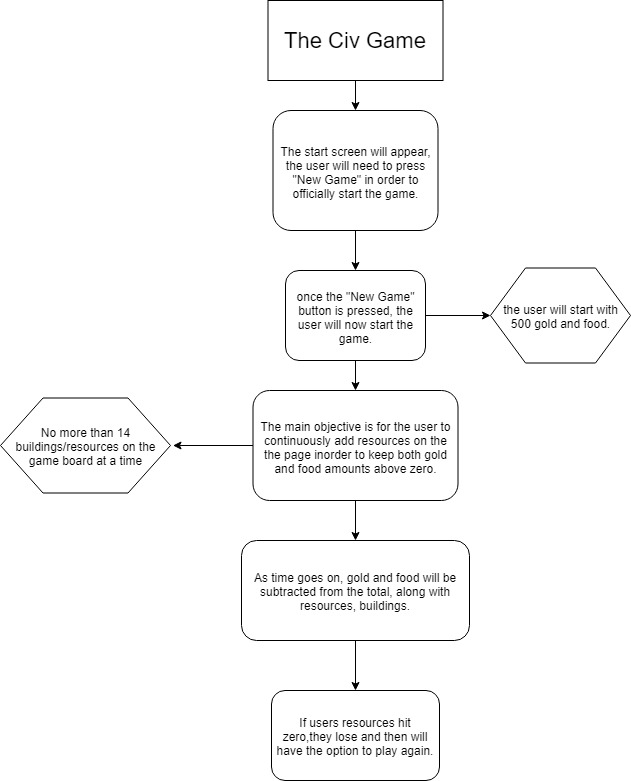 The Civ Game
The start screen will appear,
the user will need to press
"New Game" in order to
officially start the game.
once the "New Game"
button is pressed, the
user will now start the
game.
the user will start with
500 gold and food.
The main objective is for the user to
continuously add resources on the
the page inorder to keep both gold
and food amounts above zero.
No more than 14
buildings/resources on the
game board at a time
As time goes on, gold and food will be
subtracted from the total, along with
resources, buildings.
If users resources hit
zero,they lose and then will
have the option to play again.